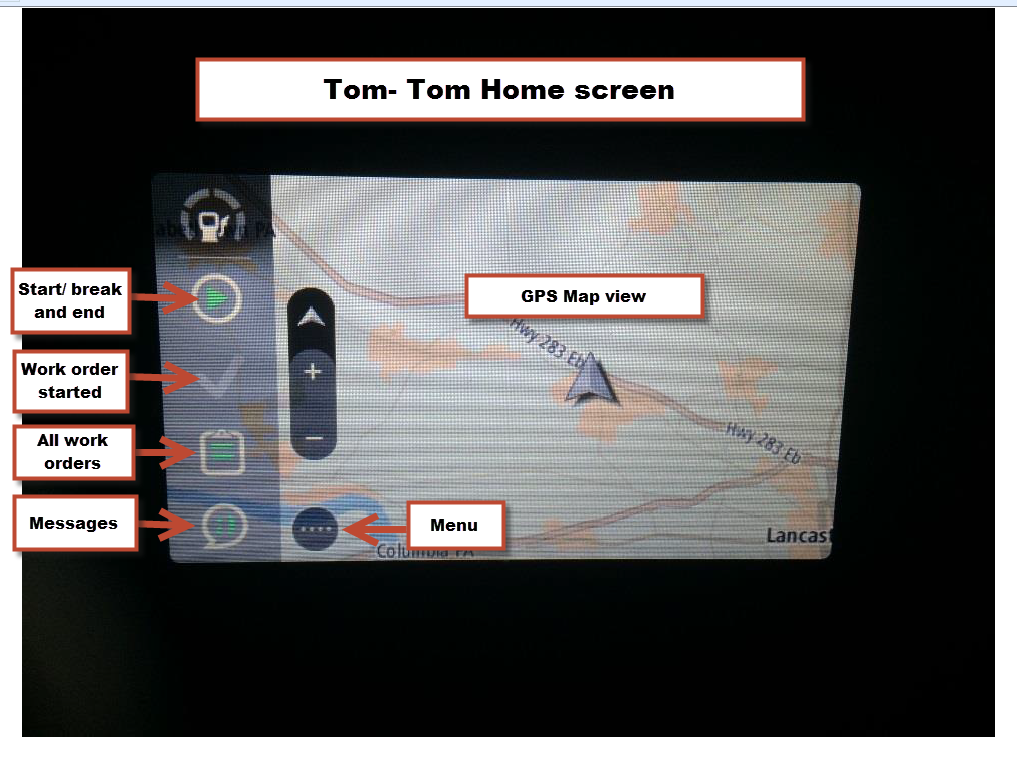 Tom- Tom Home screen
Start/ break
and end
GPS Map view
Hwy 283 Eb
Work order
started
Hwy 283 Eb
All work
orders
Messages
Menu
Lancast
Columbia PA